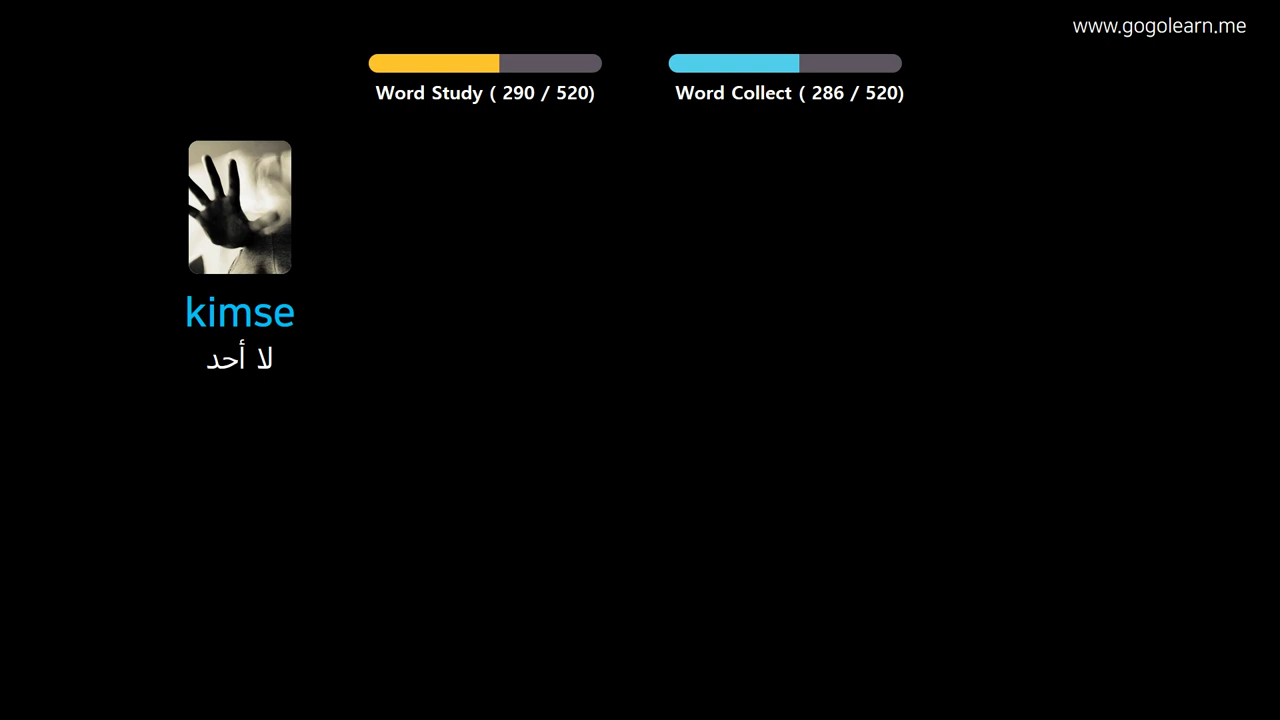 www.gogolearn.me
Word Study ( 290 / 520)
Word Collect ( 286 / 520)
kimse
لا أحد